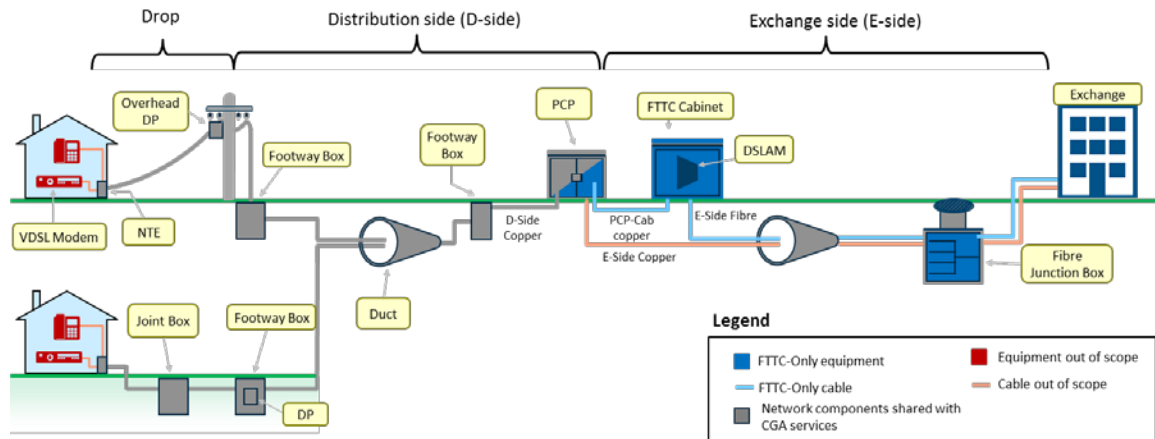 Drop
Distribution side (D-side)
Exchange side (E-side)
Overhead
DP
Footway Box
Footway
Box
PCP
FTTC Cabinet
DSLAM
Exchange
VDSL Modem
NTE
D-Side
Copper
PCP-Cab
copper
E-Side Fibre
E-Side Copper
Fibre
Junction Box
Duct
Joint Box
Footway Box
DP
Legend
FTTC-Only equipment
FTTC-Only cable
Network components shared with
CGA services
Equipment out of scope
Cable out of scope